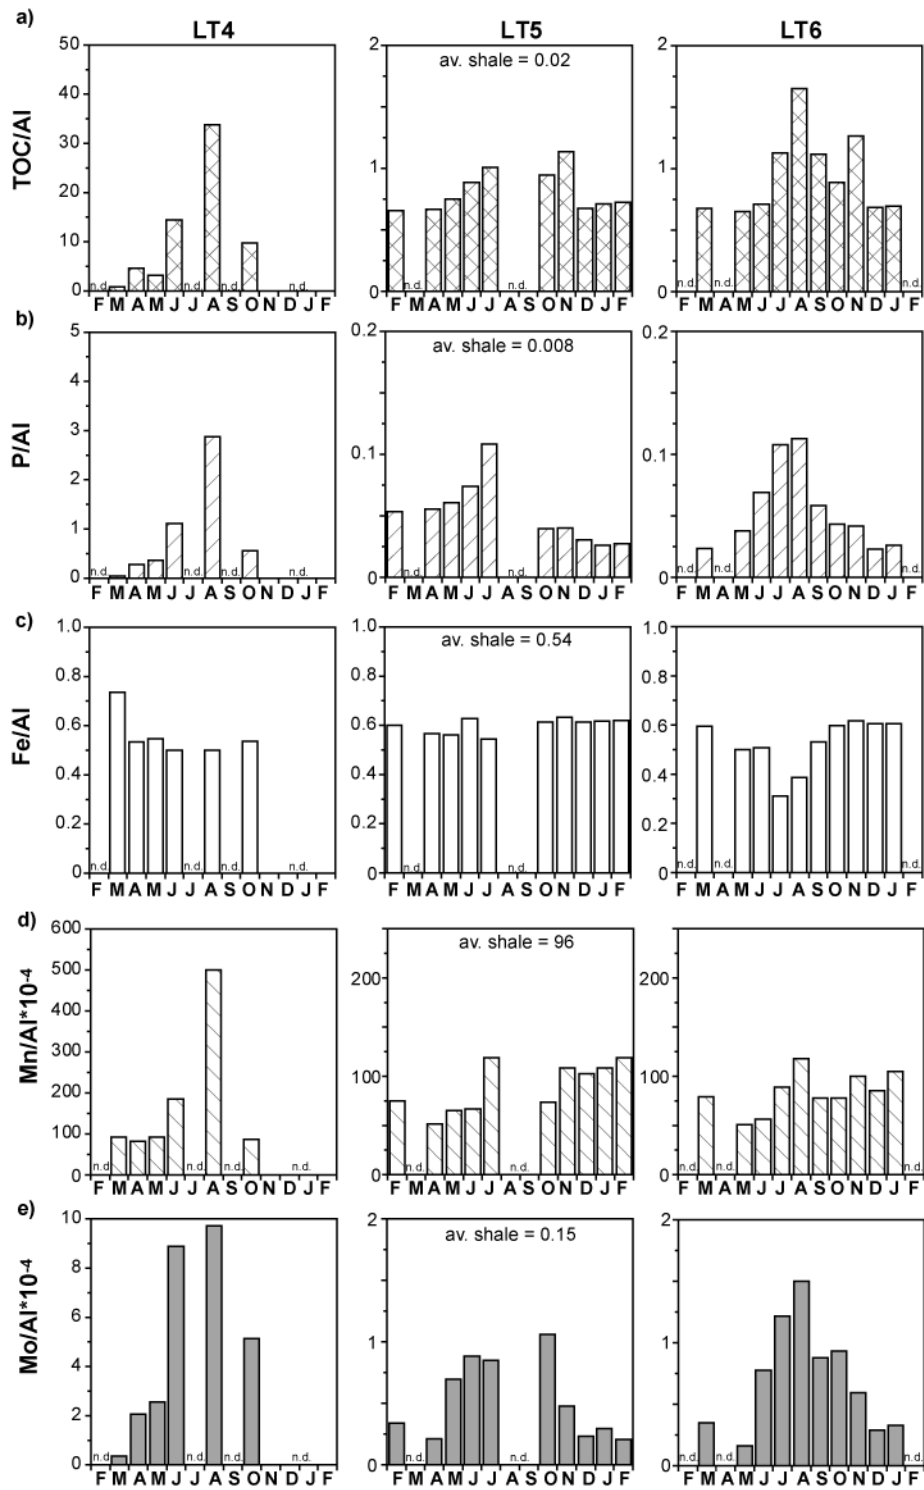 a)
LT4 LT5 LT6
TOC/Al
50 40 30 20 10 0
n.d. n.d. n.d. n.d.
F M A M J J A S O N D J F
2 1 0
av. shale = 0.02
n.d. n.d.
F M A M J J A S O N D J F
2 1 0
n.d. n.d. n.d.
F M A M J J A S O N D J F
b)
P/Al
5 4 3 2 1 0
n.d. n.d. n.d. n.d.
F M A M J J A S O N D J F
0.2 0.1 0
av. shale = 0.008
n.d. n.d.
F M A M J J A S O N D J F
0.2 0.1 0
n.d. n.d. n.d.
F M A M J J A S O N D J F
c)
Fe/Al
1.0 0.8 0.6 0.4 0.2 0
n.d. n.d. n.d. n.d.
F M A M J J A S O N D J F
1.0 0.8 0.6 0.4 0.2 0
av. shale = 0.54
n.d. n.d.
F M A M J J A S O N D J F
1.0 0.8 0.6 0.4 0.2 0
n.d. n.d. n.d.
F M A M J J A S O N D J F
d)
Mn/Al*10-4
600 500 400 300 200 100 0
n.d. n.d. n.d. n.d.
F M A M J J A S O N D J F
200 100 0
av. shale = 96
n.d. n.d.
F M A M J J A S O N D J F
200 100 0
n.d. n.d. n.d.
F M A M J J A S O N D J F
e)
Mo/Al*10-4
10 8 6 4 2 0
n.d. n.d. n.d. n.d.
F M A M J J A S O N D J F
2 1 0
av. shale = 0.15
n.d. n.d.
F M A M J J A S O N D J F
2 1 0
n.d. n.d. n.d.
F M A M J J A S O N D J F